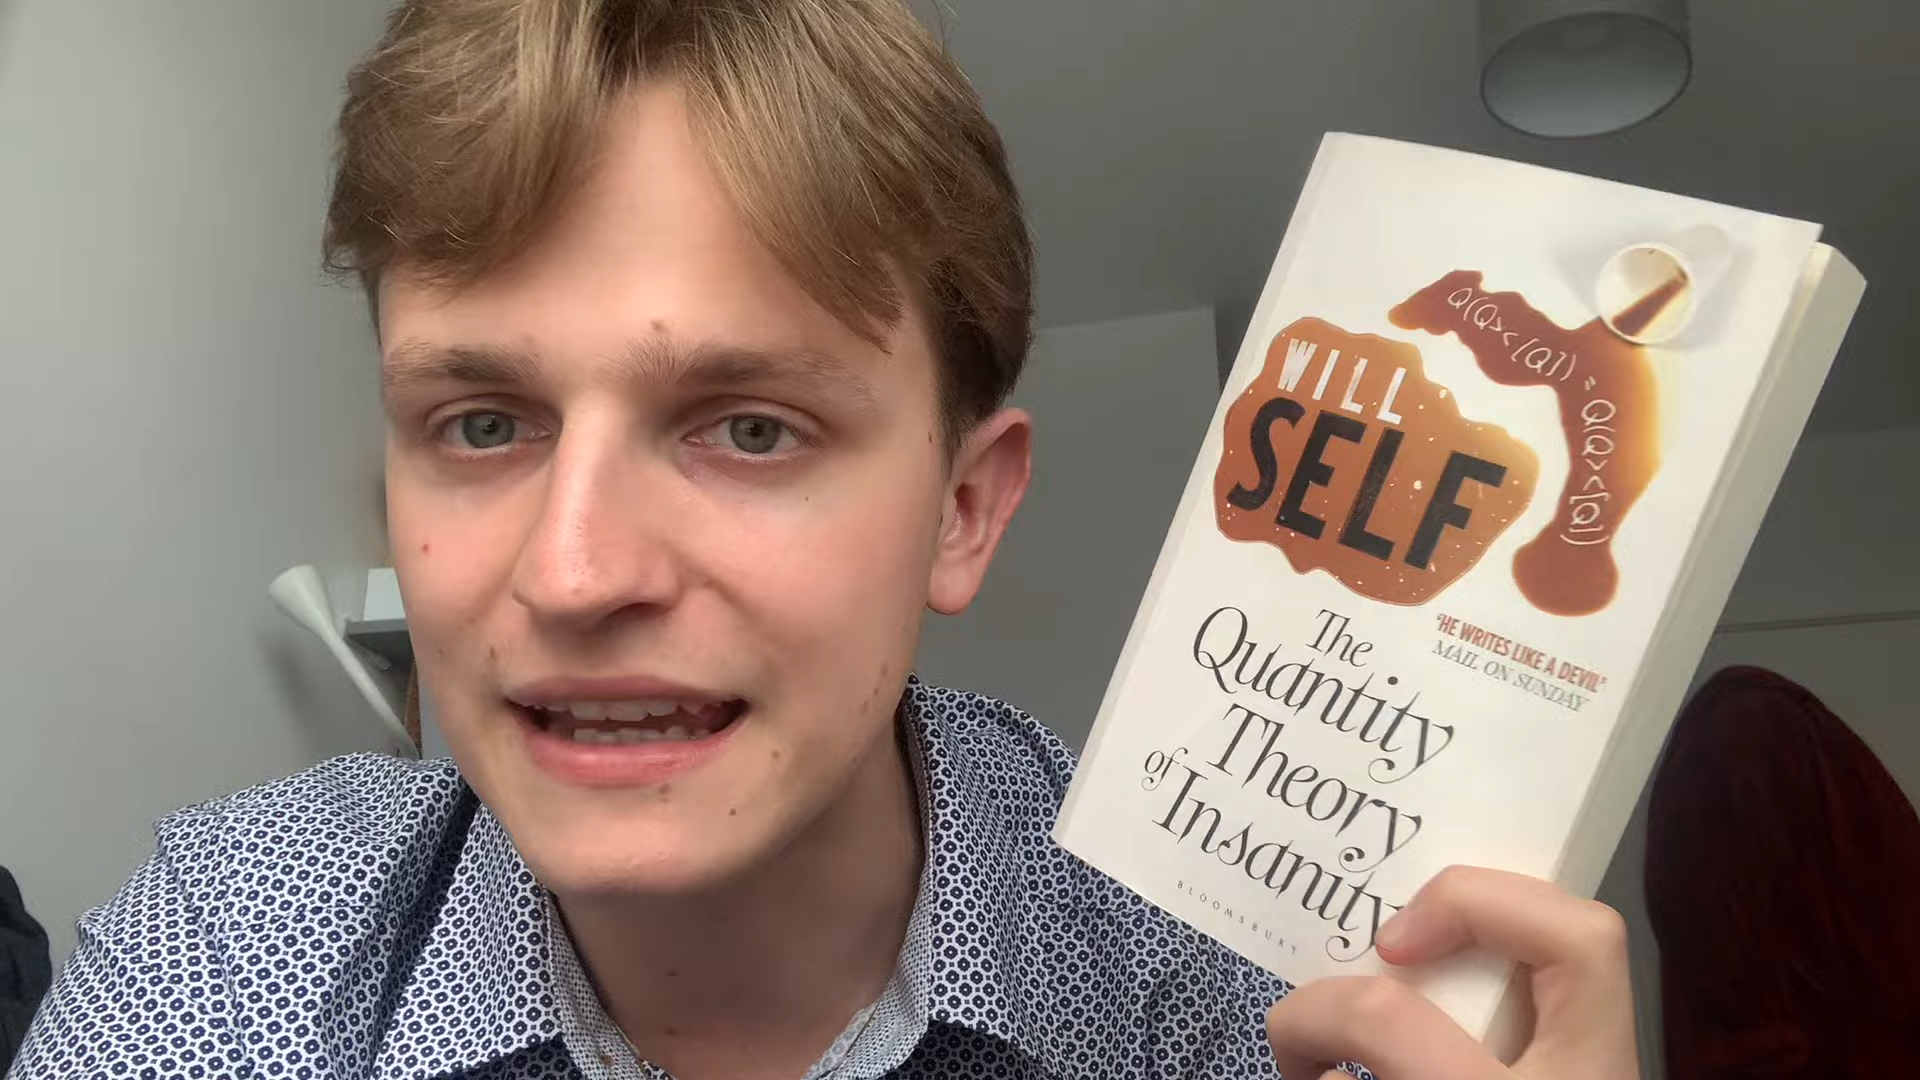 WILL
SELF
Q(Q><[Q]) = Q(Q><[Q])
'HE WRITES LIKE A DEVIL'
MAIL ON SUNDAY
The
Quantity
Theory
of Insanity
BLOOMSBURY